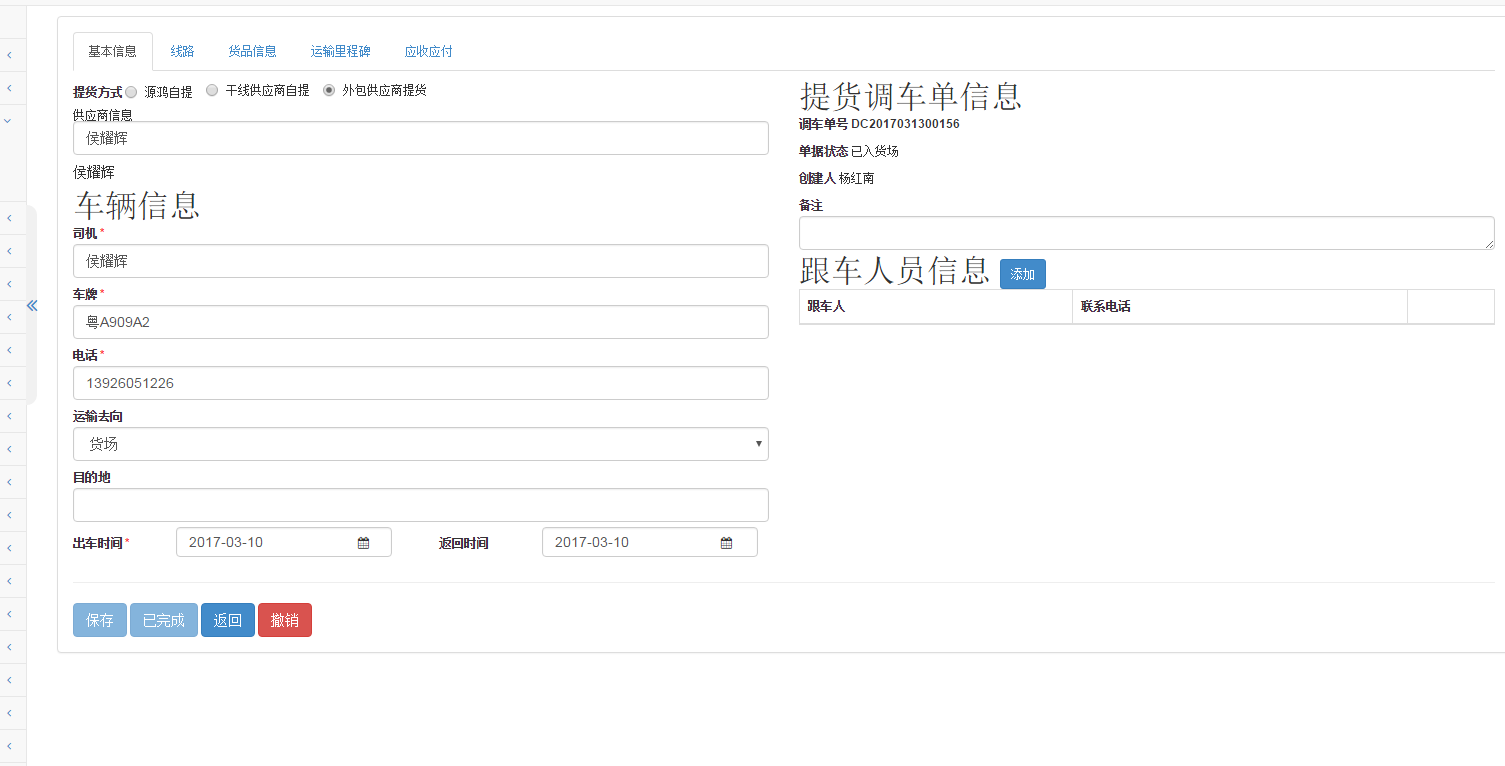 基本信息 线路 货品信息 运输里程碑 应收应付
提货方式 源鸿自提 干线供应商自提 外包供应商提货
供应商信息
侯耀辉
侯耀辉
车辆信息
司机*
侯耀辉
车牌*
粤A909A2
电话*
13926051226
运输去向
货场
目的地
出车时间* 2017-03-10 返回时间 2017-03-10
保存 已完成 返回 撤销
提货调车单信息
调车单号 DC2017031300156
单据状态 已入货场
创建人 杨红南
备注
跟车人员信息 添加
跟车人 联系电话